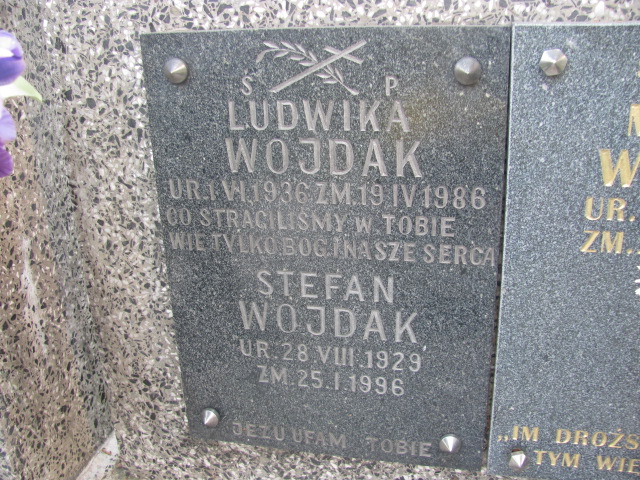 Ś P
LUDWIKA
WOJDAK
UR.1 VI.1936 ZM.19 IV 1986
CO STRACILIŚMY W TOBIE
WIE TYLKO BÓG I NASZE SERCA
STEFAN
WOJDAK
UR. 28 VIII.1929
ZM. 25.I.1996
JEZU UFAM TOBIE
UR.
ZM.
„IM DROŻS
TYM WIE